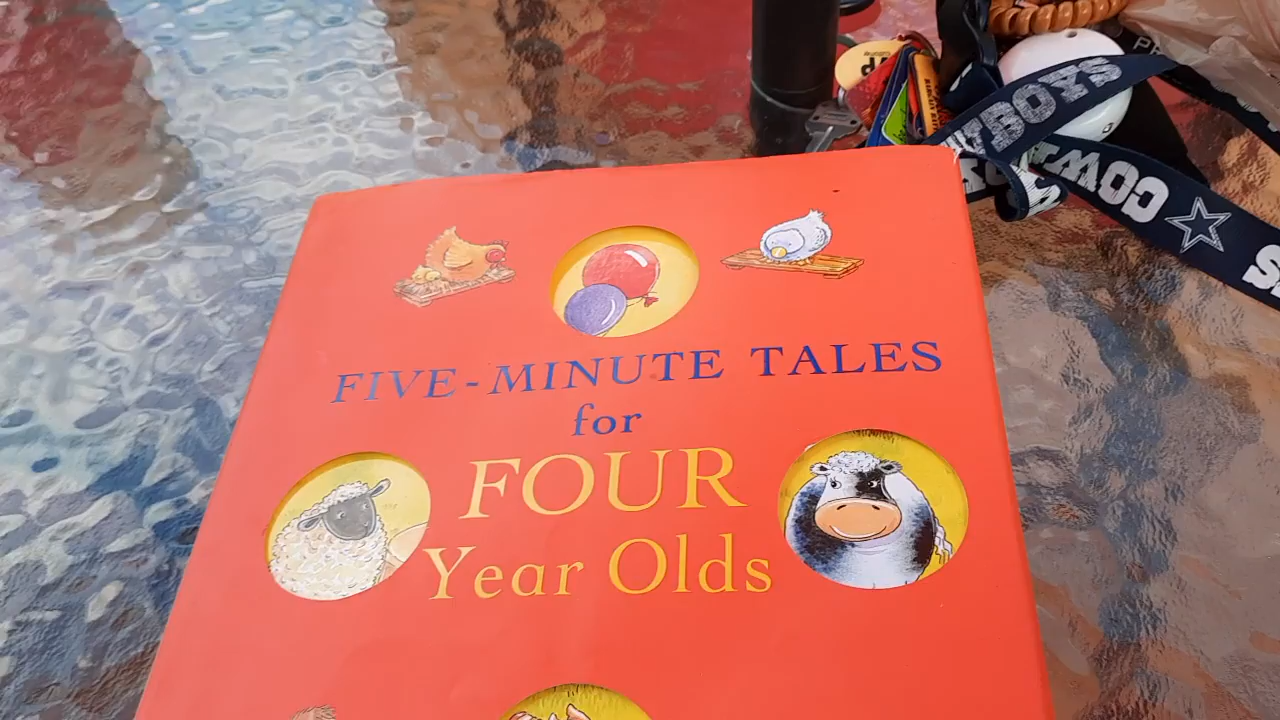 FIVE-MINUTE TALES
for
FOUR
Year Olds
COWBOYS
COWBOYS